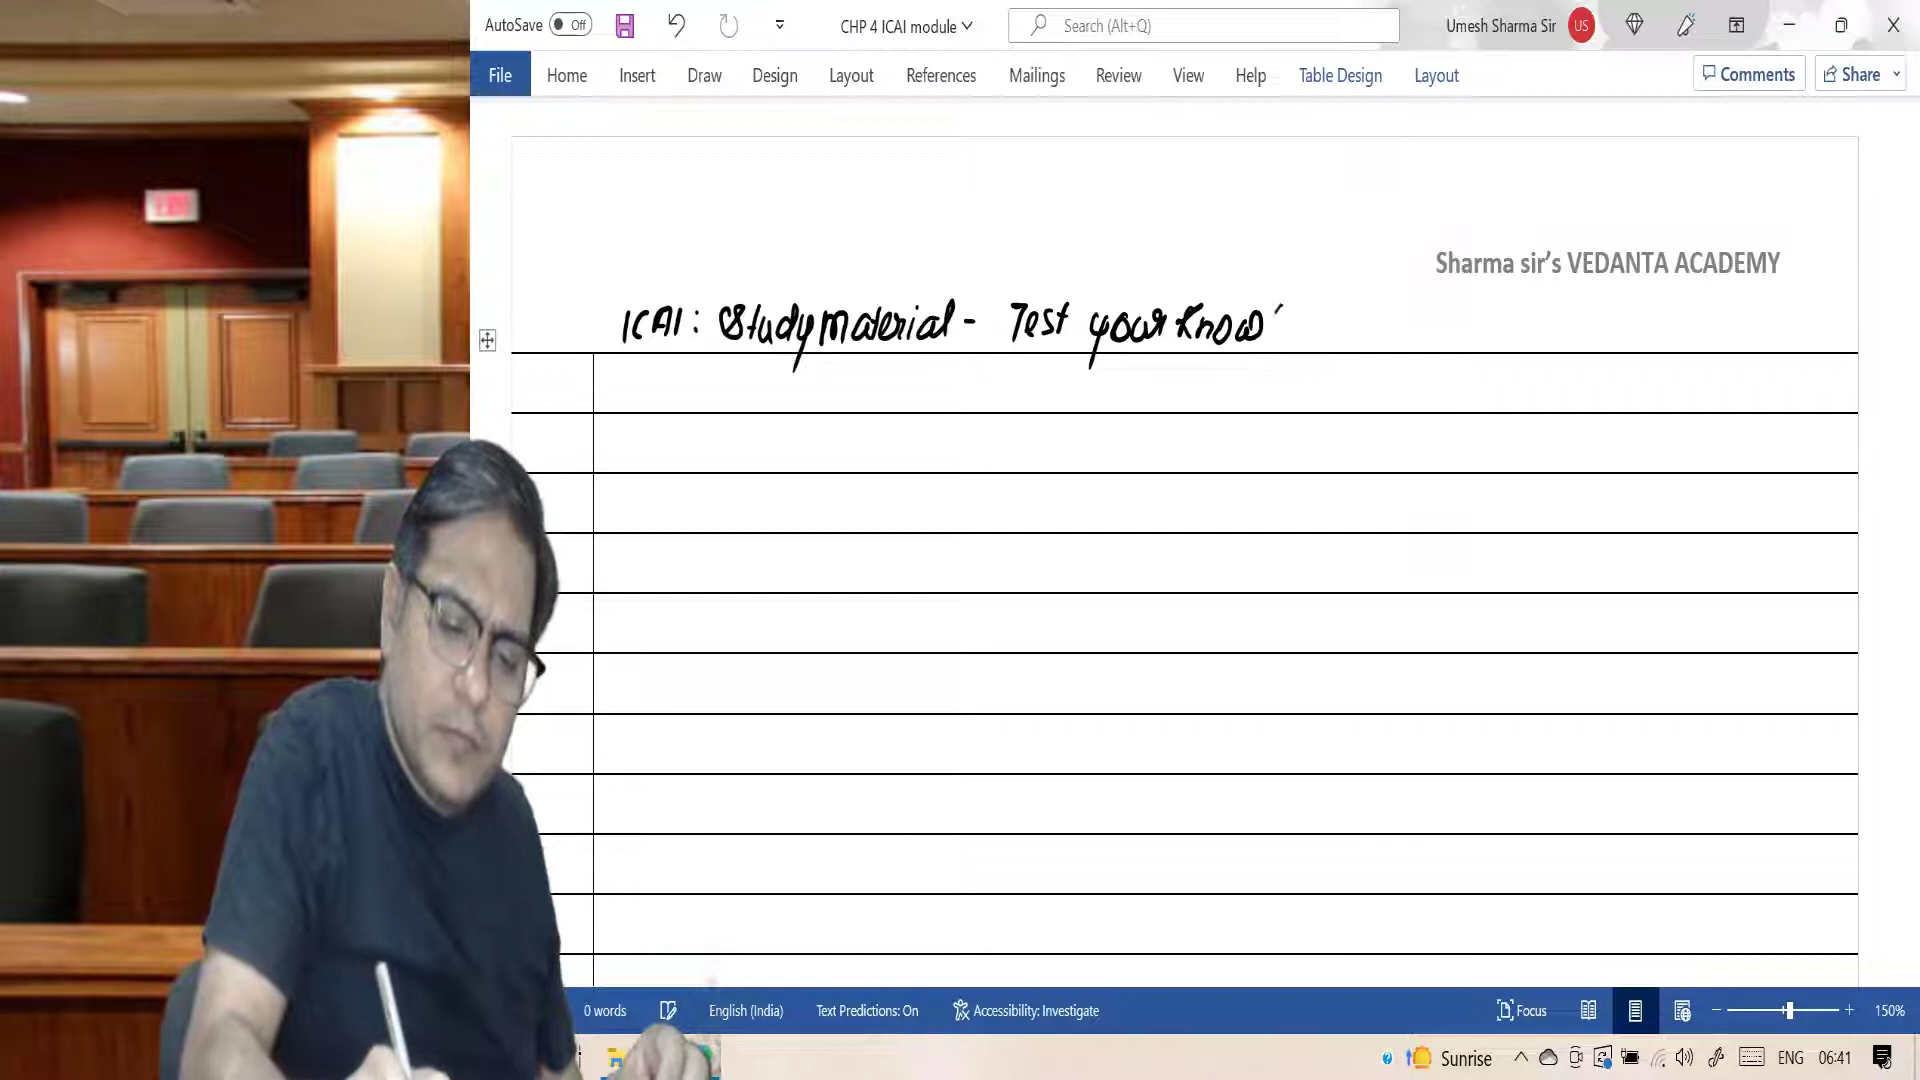 AutoSave Off CHP 4 ICAI module Search (Alt+Q) Umesh Sharma Sir US
File Home Insert Draw Design Layout References Mailings Review View Help Table Design Layout Comments Share
Sharma sir's VEDANTA ACADEMY
ICAI: Study material - Test your Know
0 words English (India) Text Predictions: On Accessibility: Investigate Focus 150%
Sunrise ENG 06:41